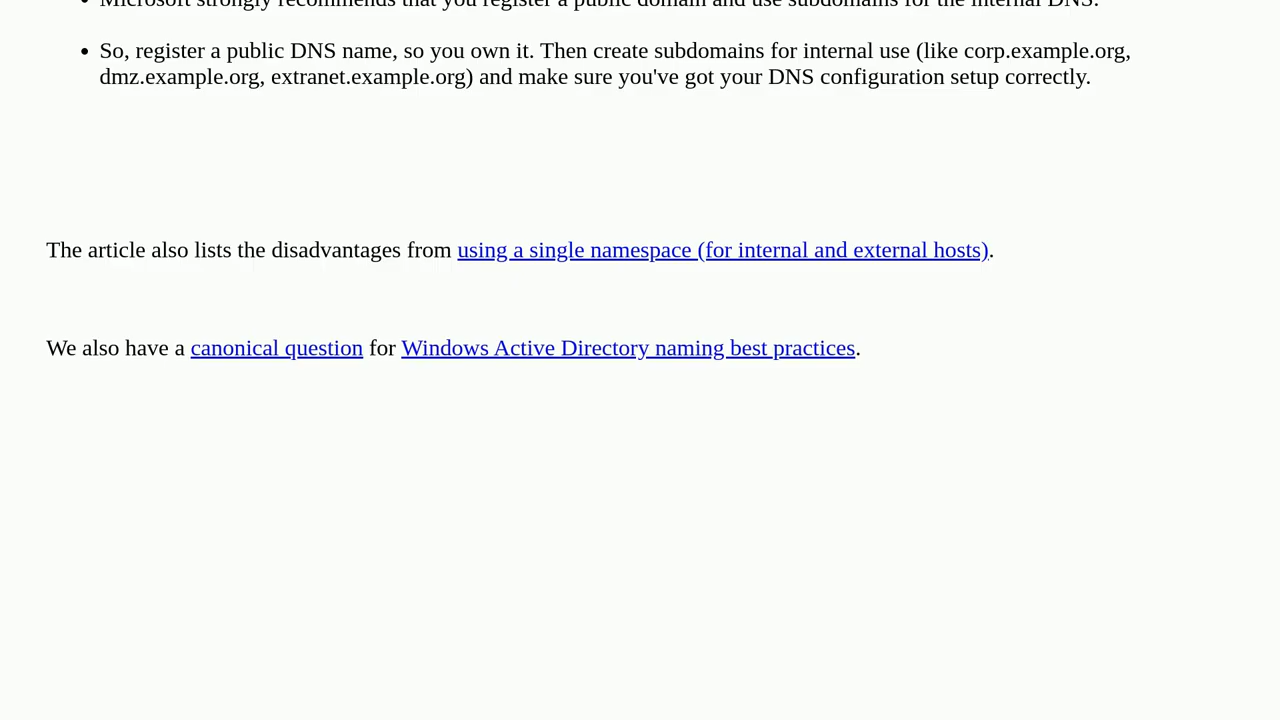 Microsoft strongly recommends that you register a public domain and use subdomains for the internal DNS.
So, register a public DNS name, so you own it. Then create subdomains for internal use (like corp.example.org,
dmz.example.org, extranet.example.org) and make sure you've got your DNS configuration setup correctly.
The article also lists the disadvantages from using a single namespace (for internal and external hosts).
We also have a canonical question for Windows Active Directory naming best practices.